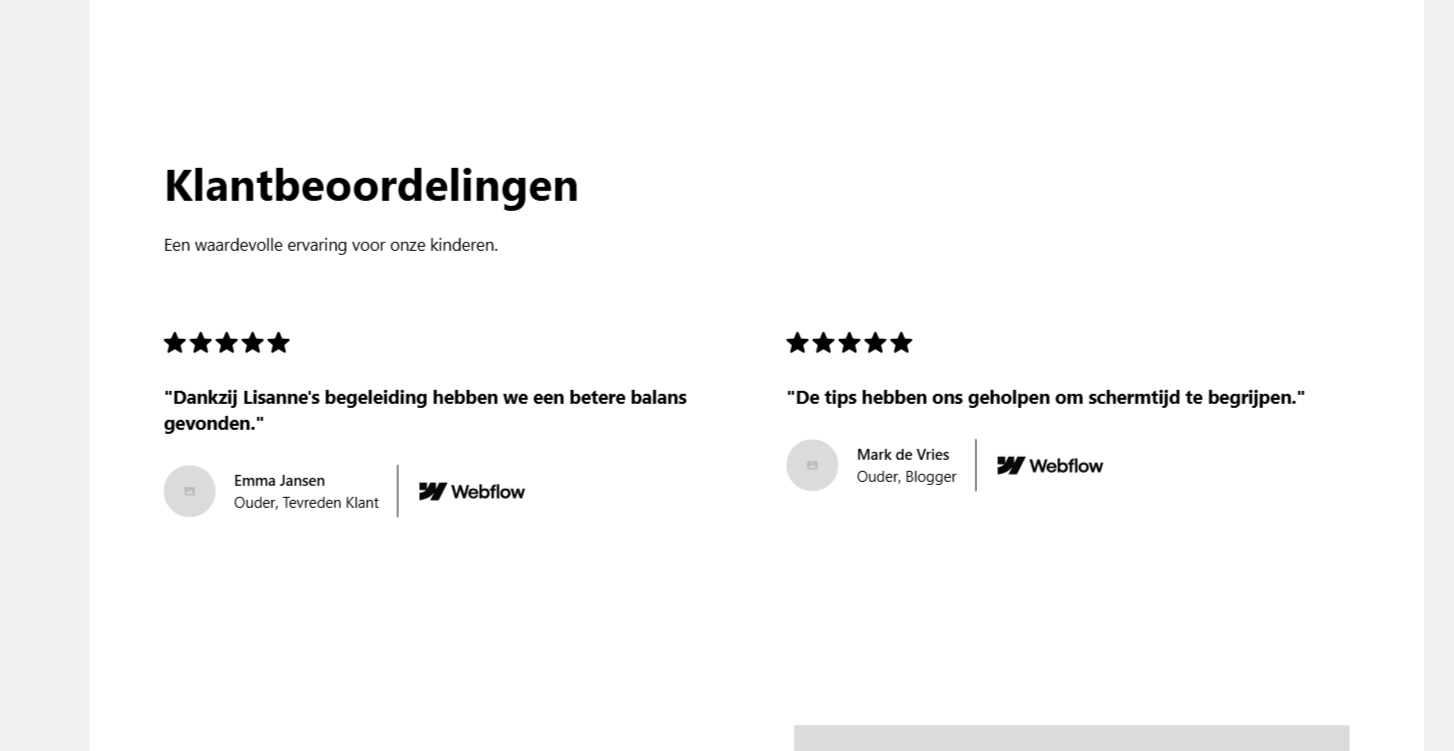 Klantbeoordelingen
Een waardevolle ervaring voor onze kinderen.
"Dankzij Lisanne's begeleiding hebben we een betere balans
gevonden."
Emma Jansen
Ouder, Tevreden Klant
Webflow
"De tips hebben ons geholpen om schermtijd te begrijpen."
Mark de Vries
Ouder, Blogger
Webflow